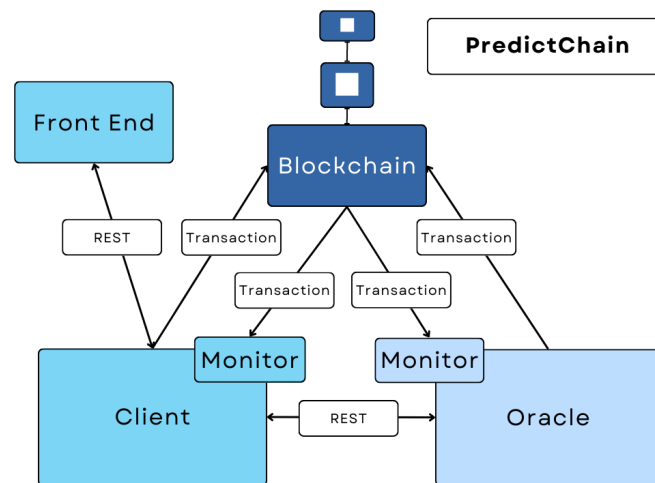 PredictChain
Front End
Blockchain
REST
Transaction
Transaction
Transaction
Transaction
Monitor
Monitor
Client
REST
Oracle